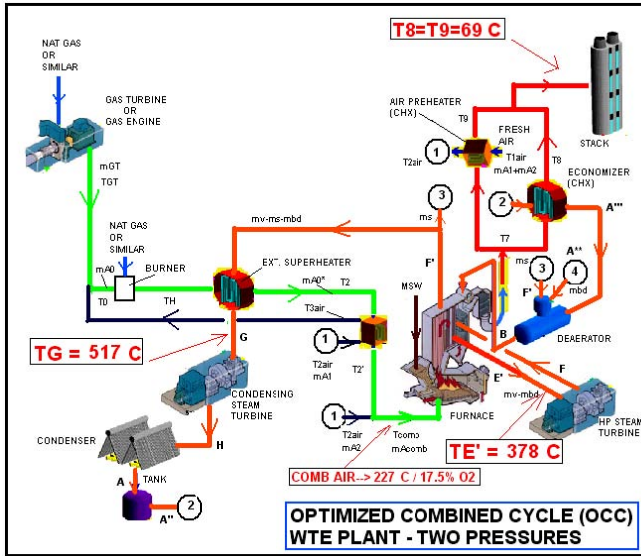 T8=T9=69 C
NAT GAS
OR
SIMILAR
GAS TURBINE
OR
GAS ENGINE
AIR PREHEATER
(CHX)
T9
FRESH
AIR
STACK
1
T2air
T1air
mA1+mA2
T8
ECONOMIZER
(CHX)
mGT
TGT
3
2
A'''
mv-ms-mbd
ms
T7
A**
NAT GAS
OR
SIMILAR
BURNER
EXT. SUPERHEATER
F'
ms
3
4
mbd
mA0
T0
TH
mA0*
T2
MSW
F'
T3air
B
DEAERATOR
TG = 517 C
G
1
T2air
mA1
T2'
E'
F
CONDENSING
STEAM
TURBINE
mv-mbd
CONDENSER
H
1
T2air
mA2
Tcomb
mAcomb
FURNACE
HP STEAM
TURBINE
TE' = 378 C
A
TANK
COMB AIR--> 227 C / 17.5% O2
A"
2
OPTIMIZED COMBINED CYCLE (OCC)
WTE PLANT - TWO PRESSURES